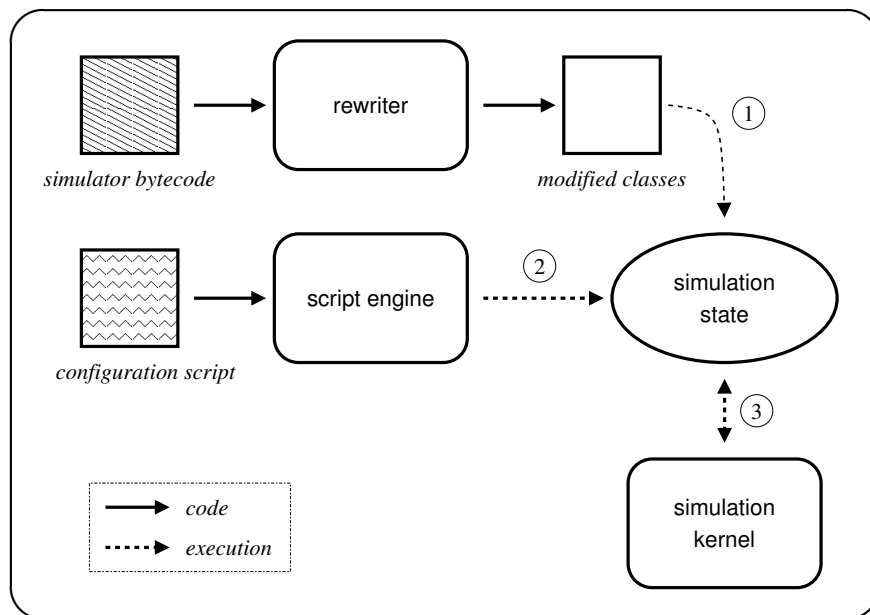 rewriter
1
simulator bytecode
modified classes
2
script engine
simulation
state
configuration script
3
code
execution
simulation
kernel